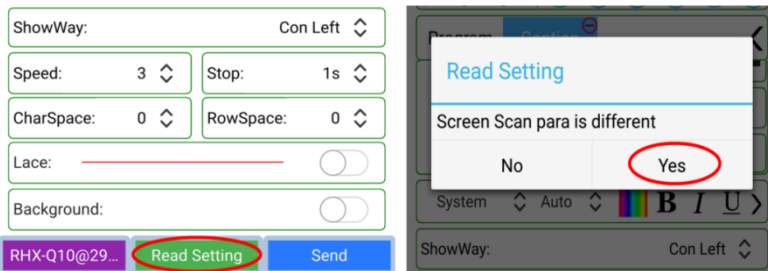 ShowWay: Con Left
Speed: 3 Stop: 1s
CharSpace: 0 RowSpace: 0
Lace:
Background:
RHX-Q10@29... Read Setting Send
Program Caption
Read Setting
Screen Scan para is different
No Yes
System Auto B I U
ShowWay: Con Left